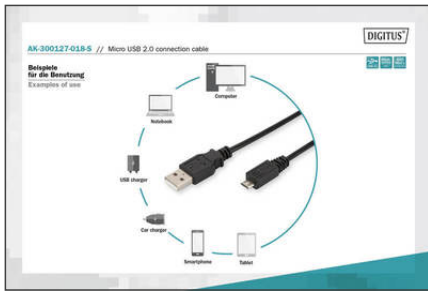 DIGITUS®
AK-300127-018-S // Micro USB 2.0 connection cable
Beispiele
für die Benutzung
Examples of use
Computer
Notebook
USB charger
Car charger
Smartphone
Tablet